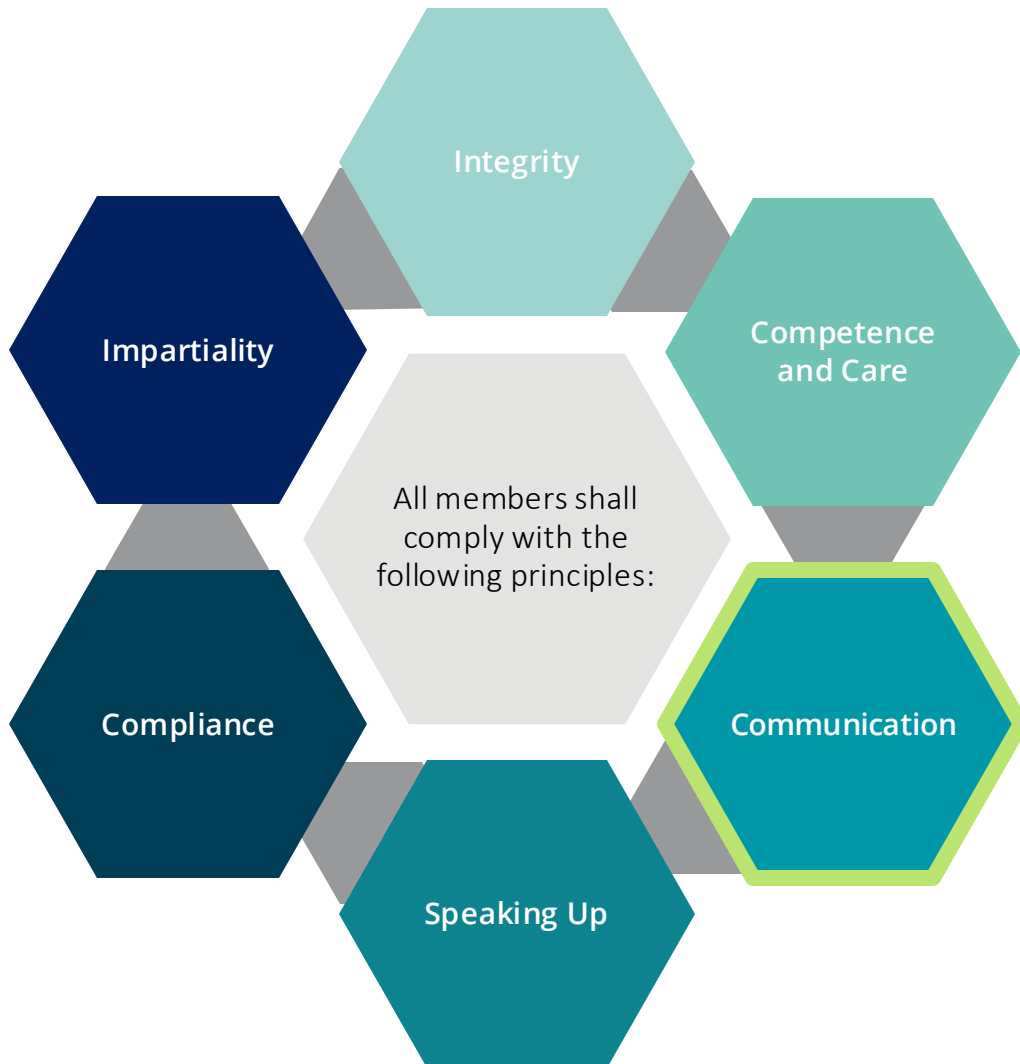 Integrity
Impartiality
Competence
and Care
All members shall
comply with the
following principles:
Compliance
Communication
Speaking Up